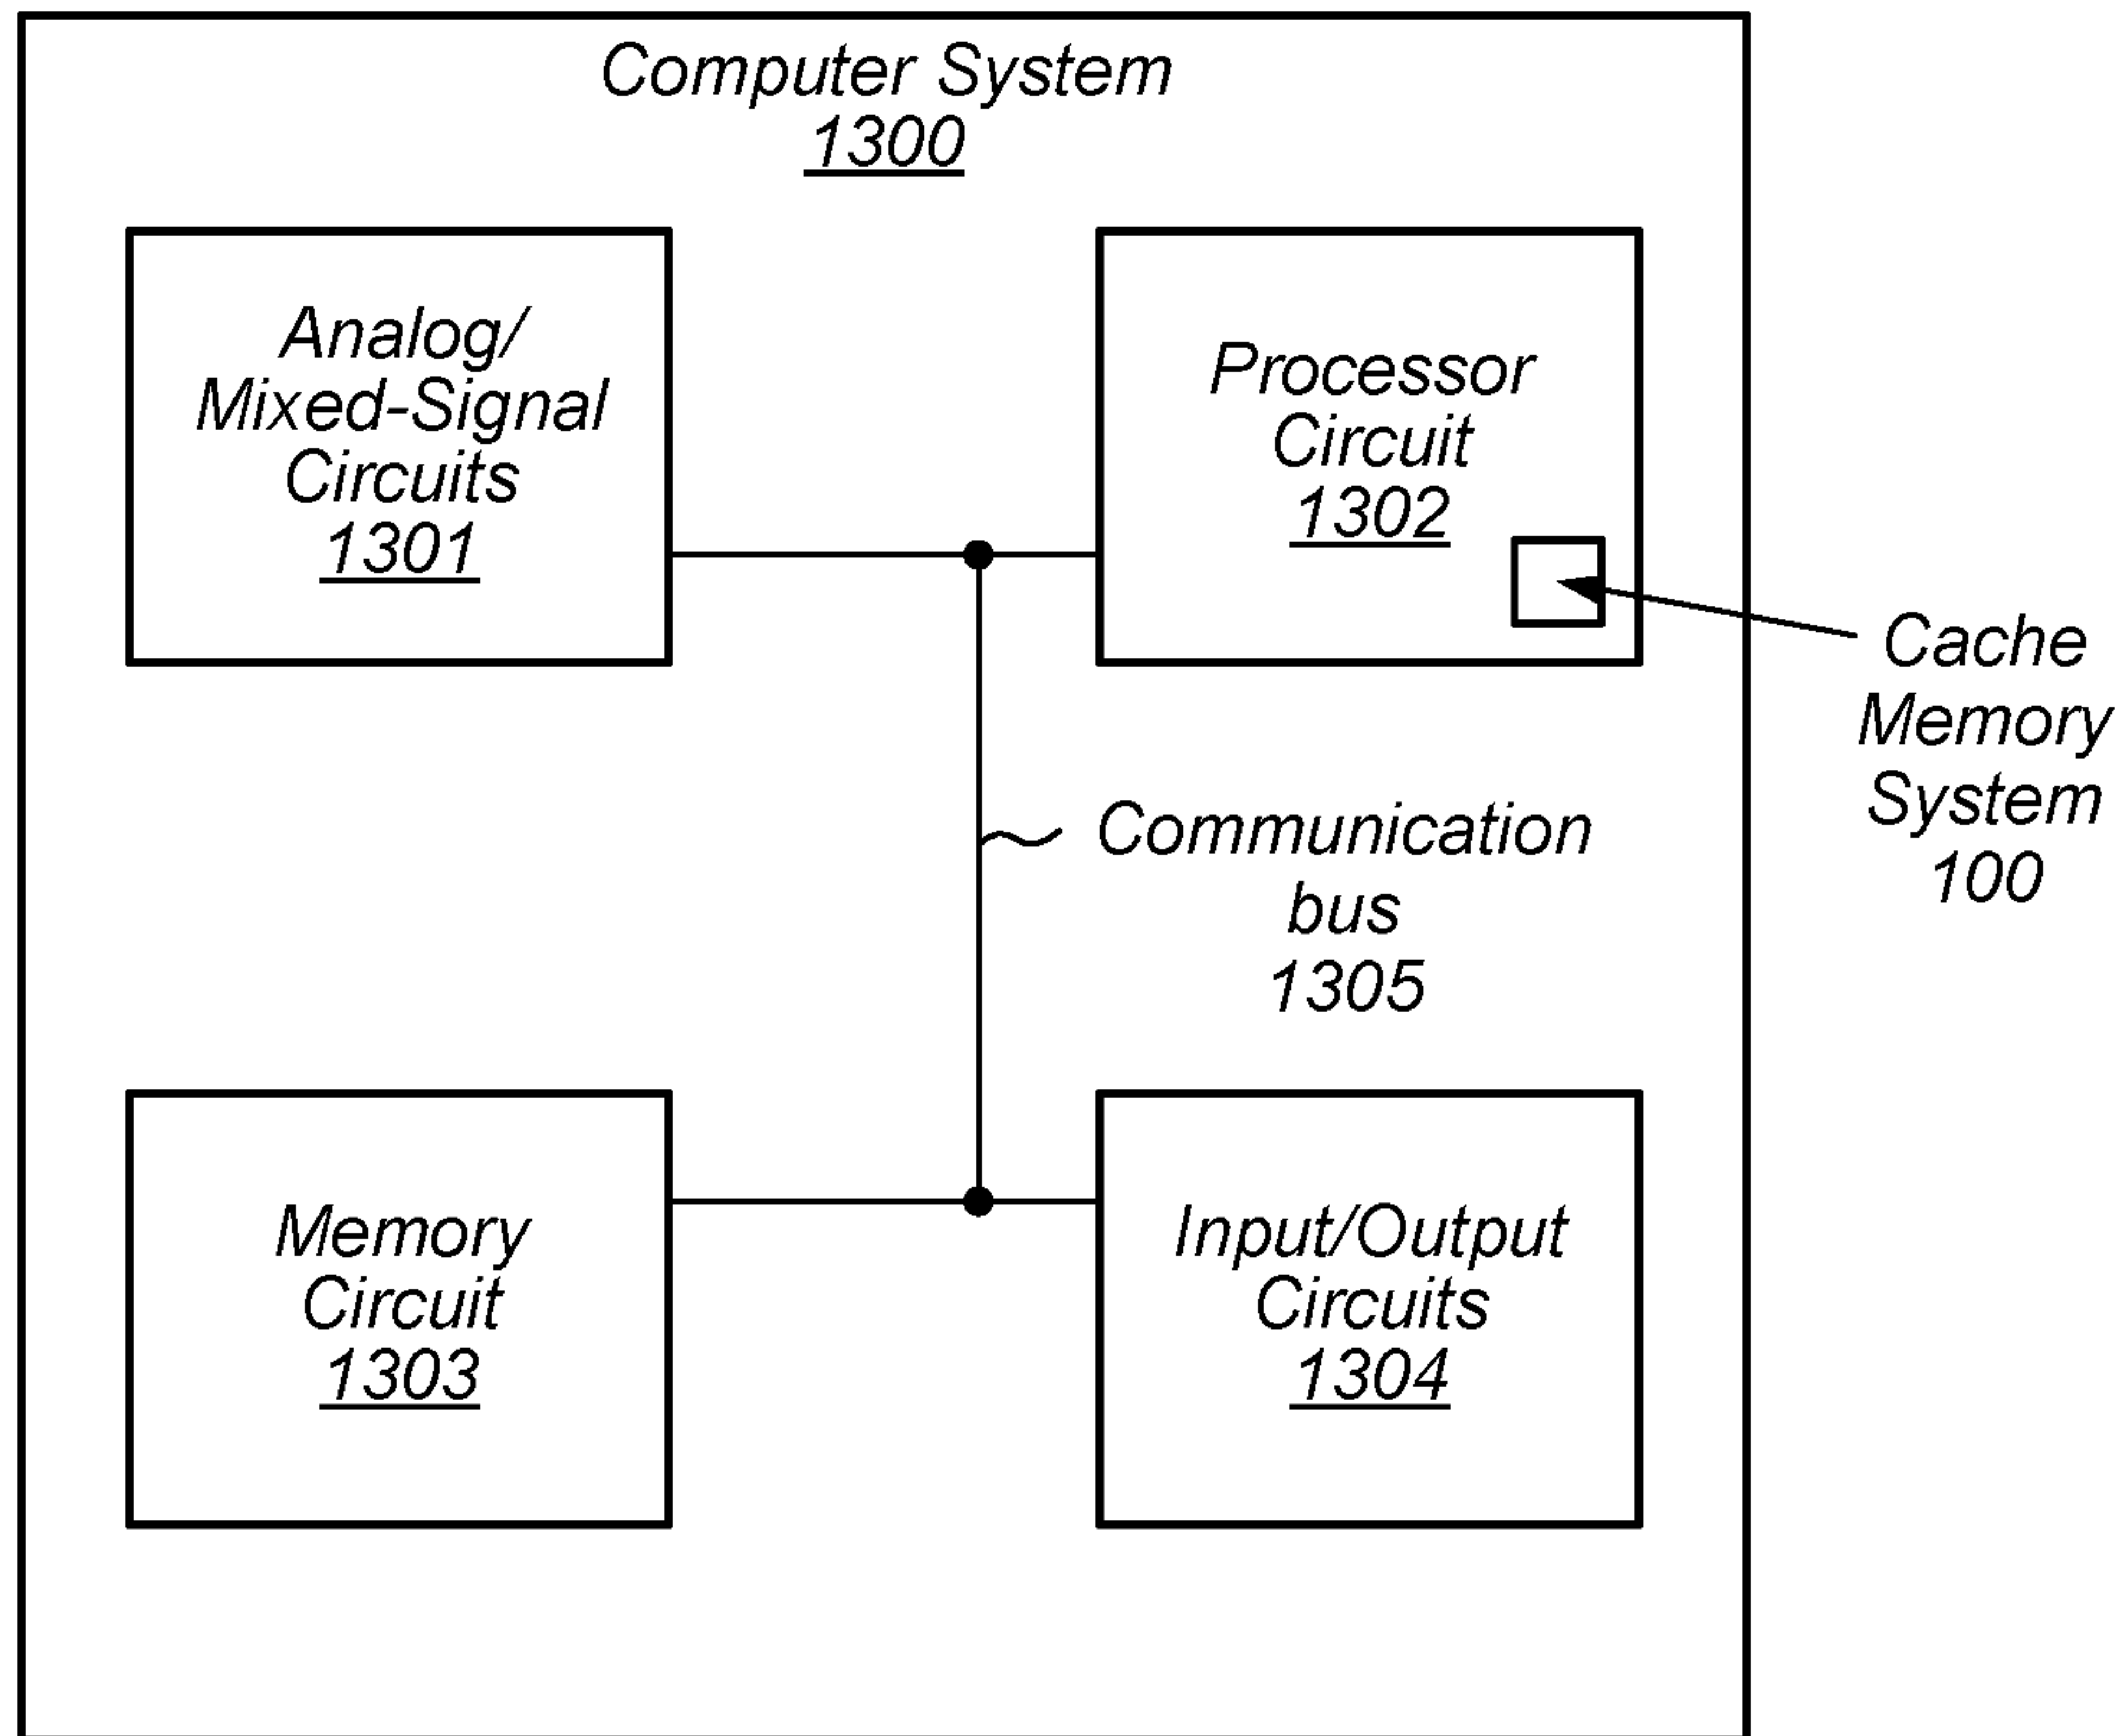 Computer System
1300
Analog/
Mixed-Signal
Circuits
1301
Processor
Circuit
1302
Cache
Memory
System
100
Communication
bus
1305
Memory
Circuit
1303
Input/Output
Circuits
1304